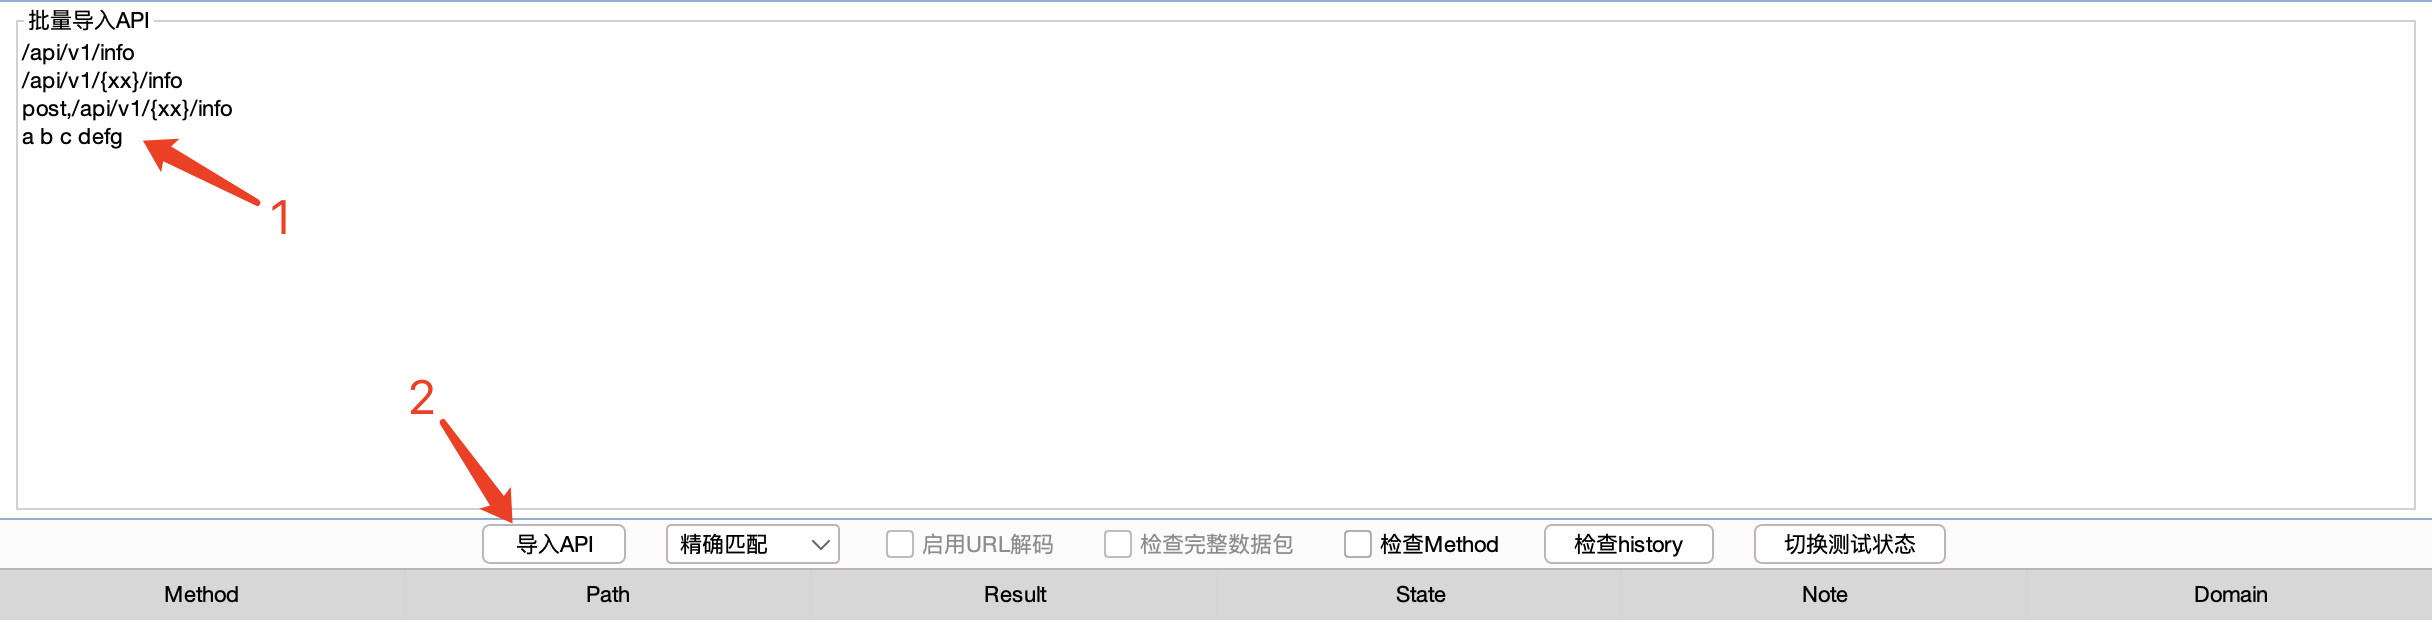 批量导入API
/api/v1/info
/api/v1/{xx}/info
post,/api/v1/{xx}/info
a b c defg
1
2
导入API 精确匹配 启用URL解码 检查完整数据包 检查Method 检查history 切换测试状态
Method Path Result State Note Domain